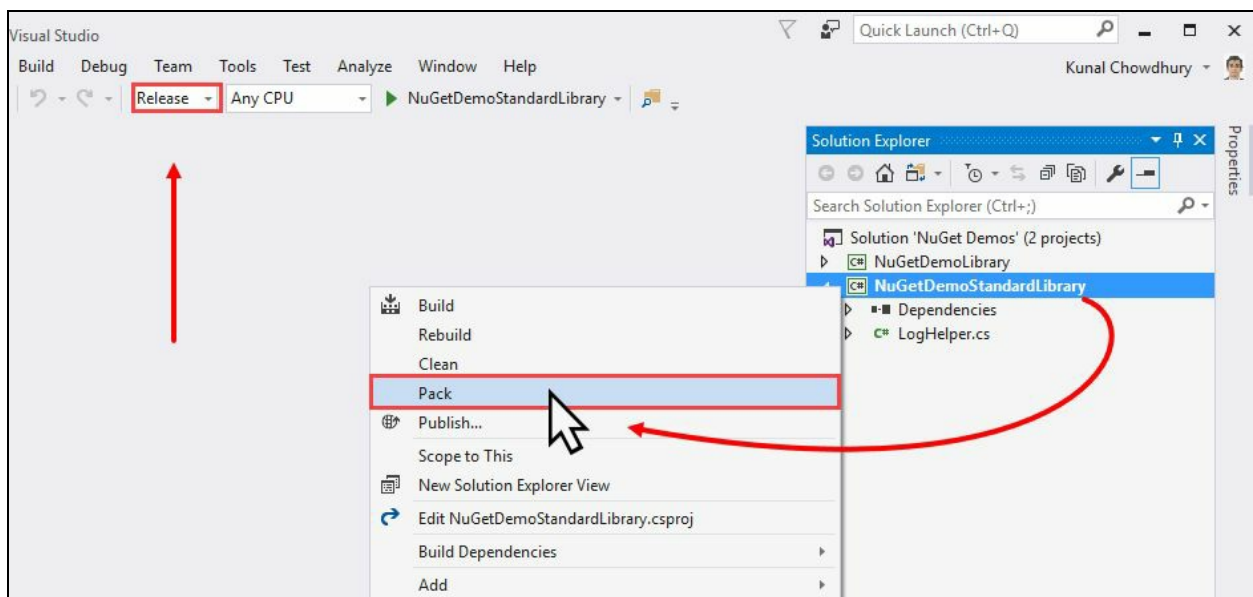 Visual Studio
Quick Launch (Ctrl+Q)
Build Debug Team Tools Test Analyze Window Help
Kunal Chowdhury
Release Any CPU NuGetDemoStandardLibrary
Properties
Solution Explorer
Search Solution Explorer (Ctrl+;)
Solution 'NuGet Demos' (2 projects)
C# NuGetDemoLibrary
C# NuGetDemoStandardLibrary
Dependencies
C# LogHelper.cs
Build
Rebuild
Clean
Pack
Publish...
Scope to This
New Solution Explorer View
Edit NuGetDemoStandardLibrary.csproj
Build Dependencies
Add